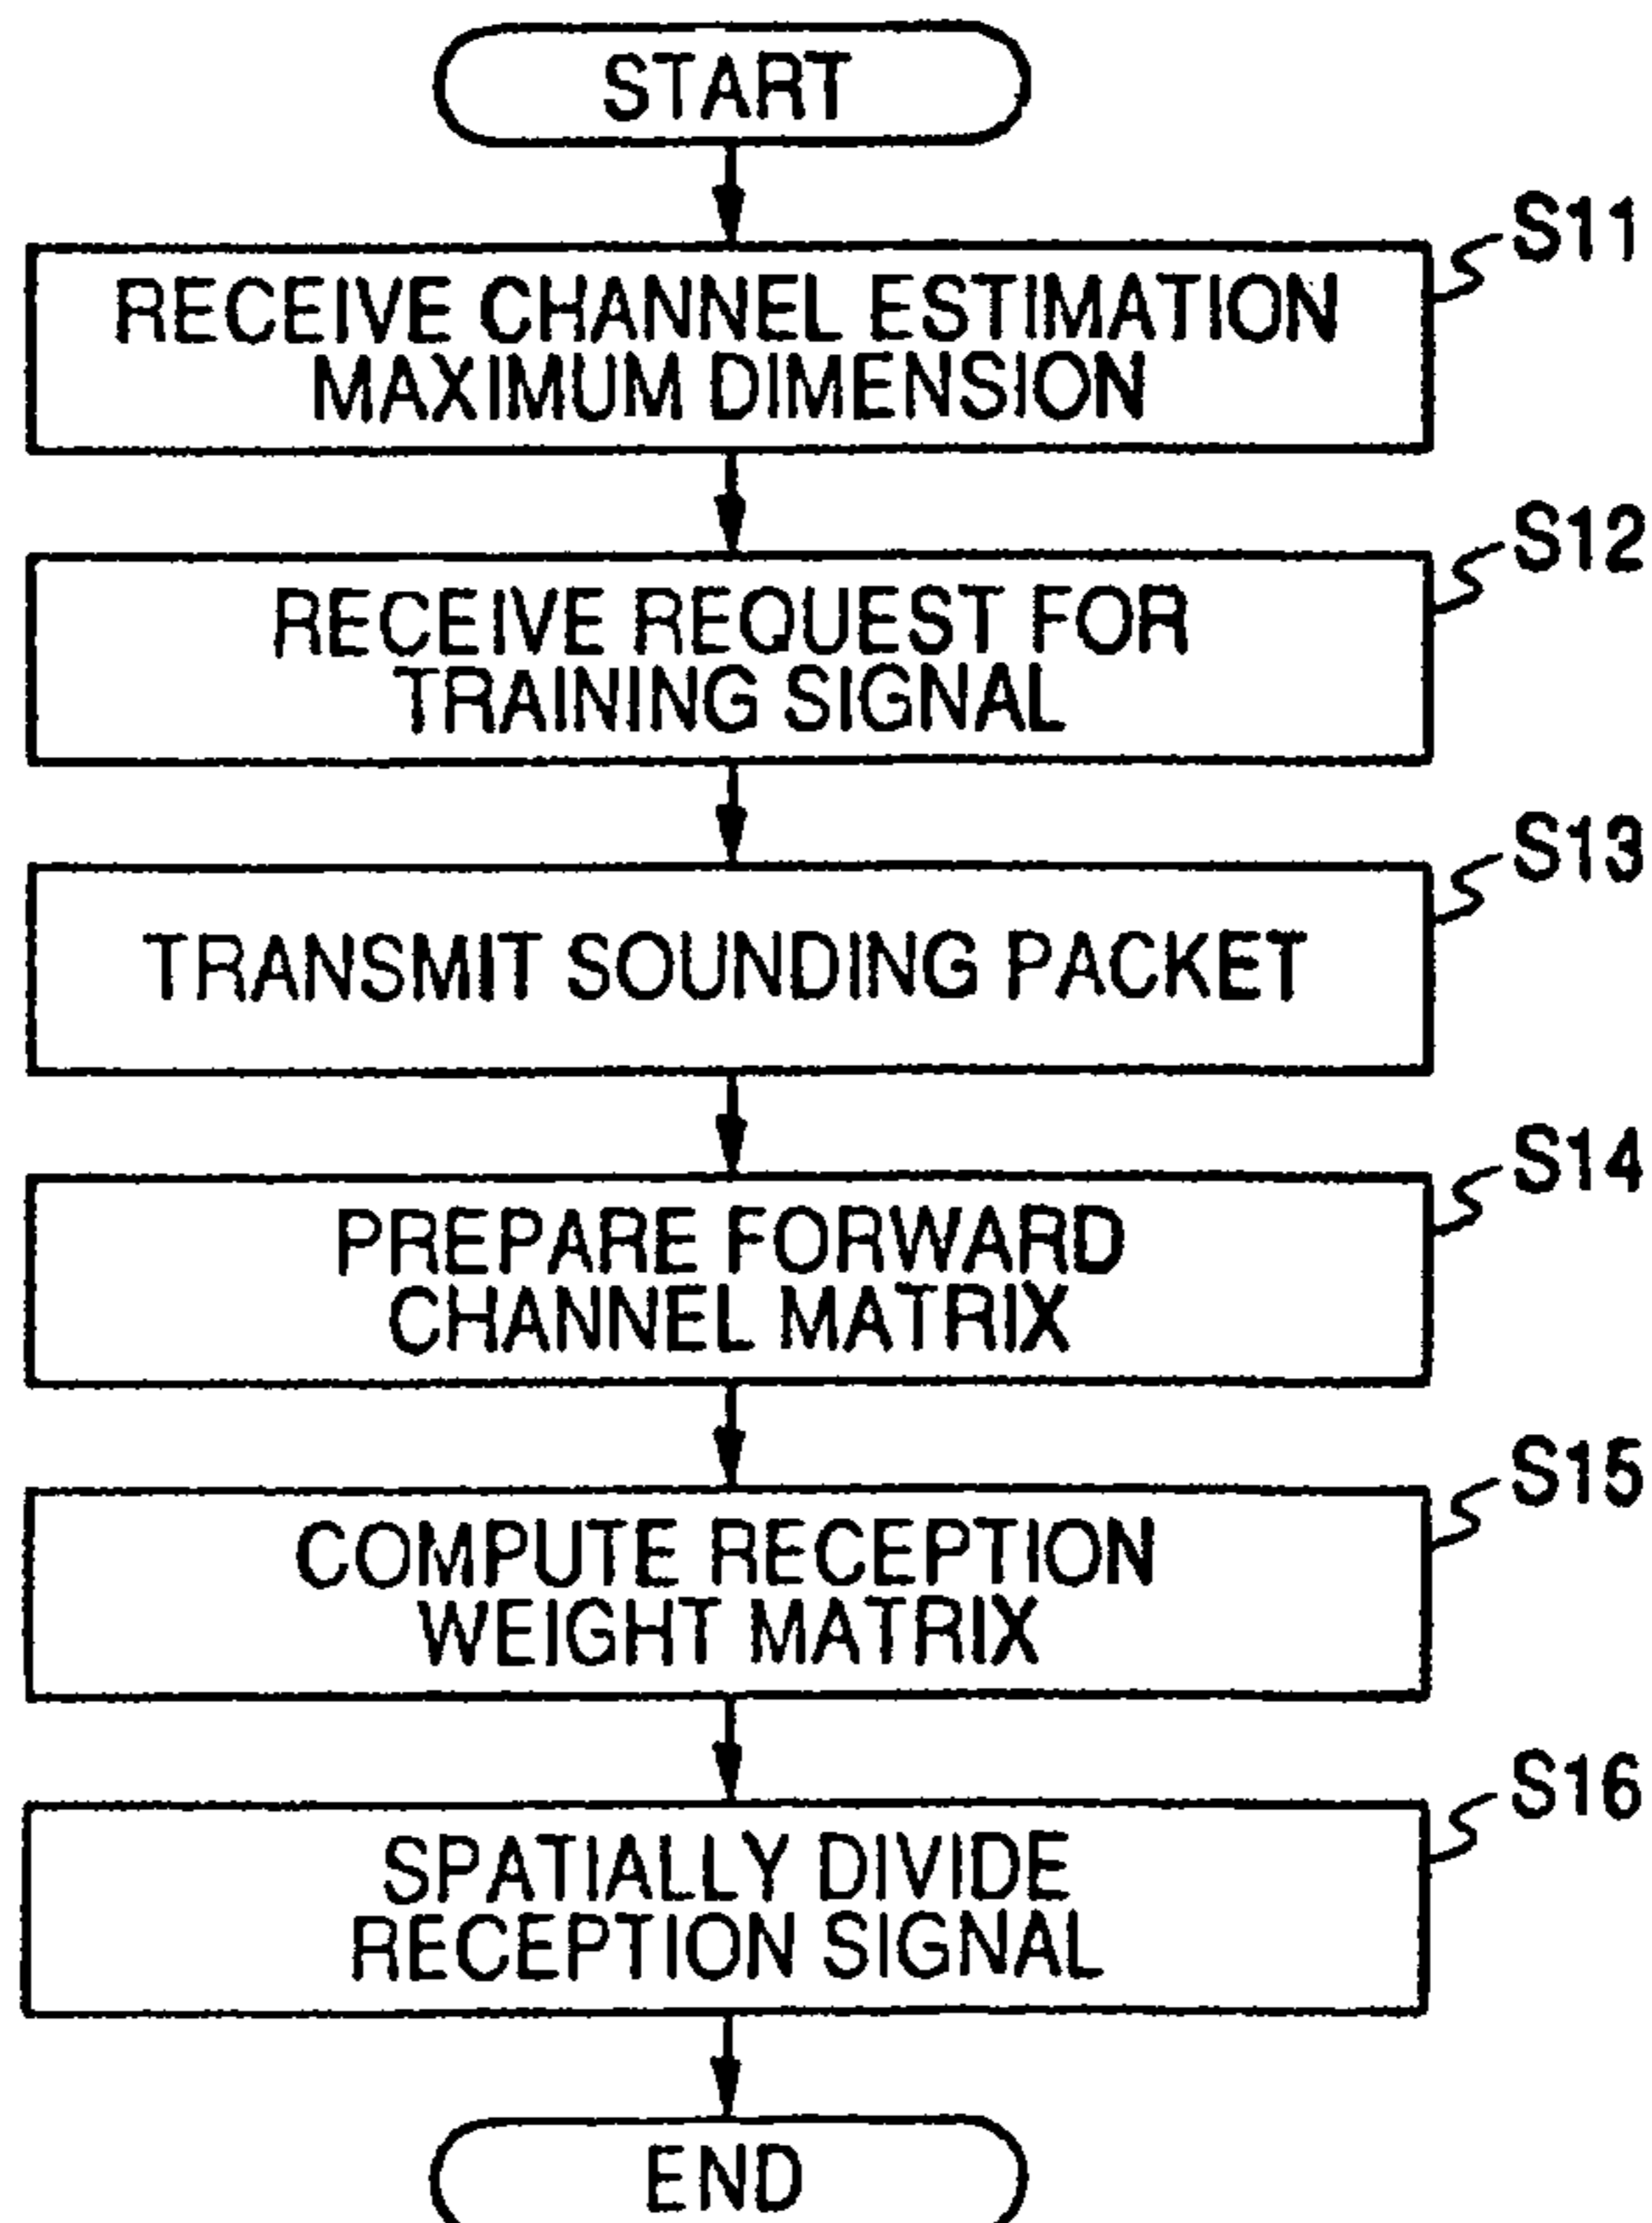 START
S11
RECEIVE CHANNEL ESTIMATION
MAXIMUM DIMENSION
S12
RECEIVE REQUEST FOR
TRAINING SIGNAL
S13
TRANSMIT SOUNDING PACKET
S14
PREPARE FORWARD
CHANNEL MATRIX
S15
COMPUTE RECEPTION
WEIGHT MATRIX
S16
SPATIALLY DIVIDE
RECEPTION SIGNAL
END